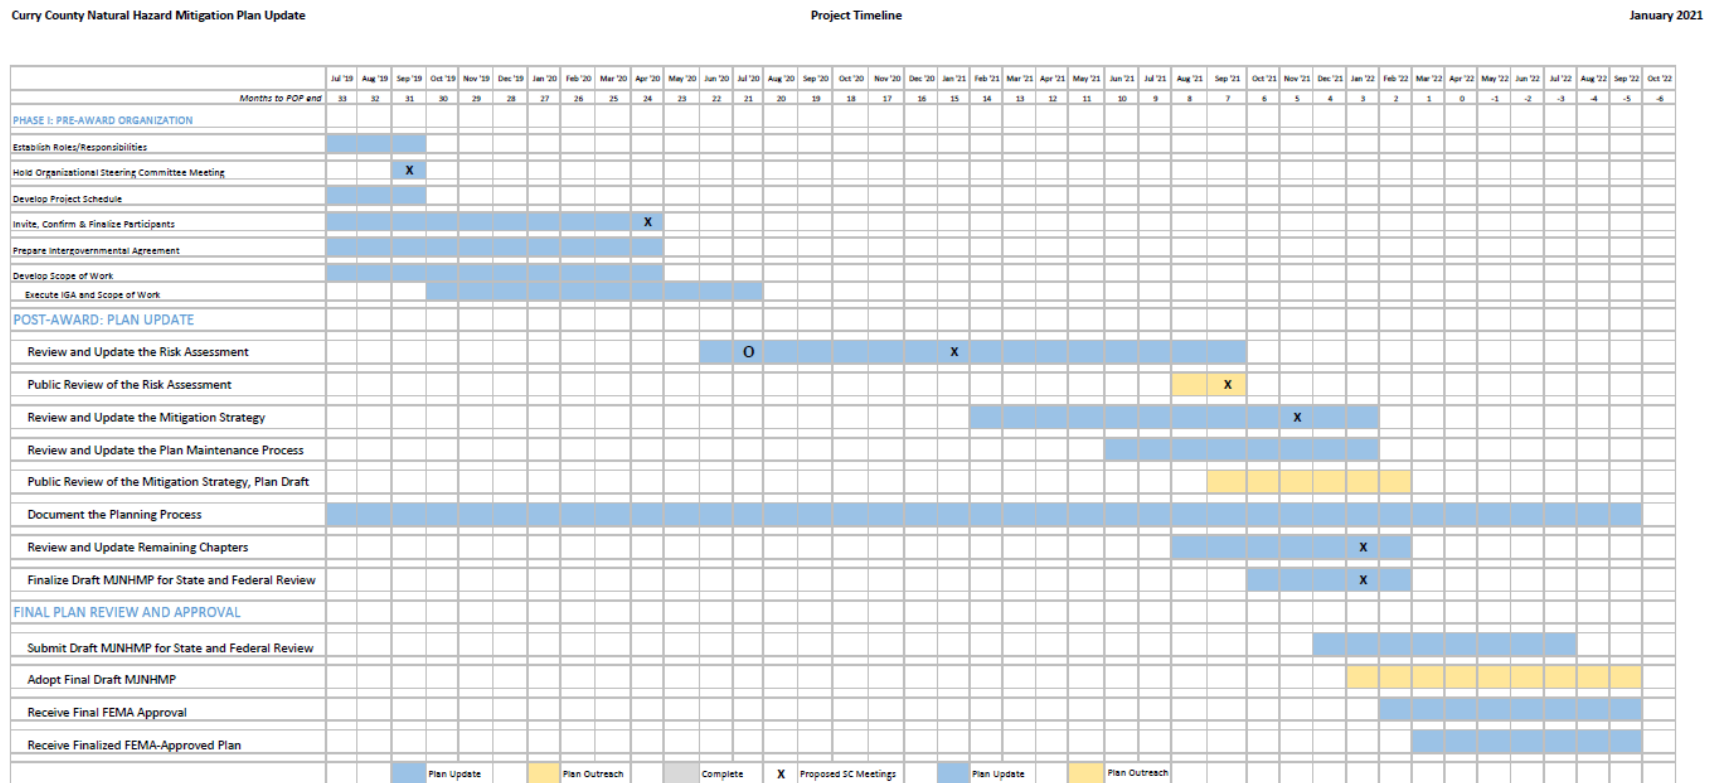 Curry County Natural Hazard Mitigation Plan Update Project Timeline January 2021
Jul '19 Aug '19 Sep '19 Oct '19 Nov '19 Dec '19 Jan '20 Feb '20 Mar '20 Apr '20 May '20 Jun '20 Jul '20 Aug '20 Sep '20 Oct '20 Nov '20 Dec '20 Jan '21 Feb '21 Mar '21 Apr '21 May '21 Jun '21 Jul '21 Aug '21 Sep '21 Oct '21 Nov '21 Dec '21 Jan '22 Feb '22 Mar '22 Apr '22 May '22 Jun '22 Jul '22 Aug '22 Sep '22 Oct '22
Months to POP end 33 32 31 30 29 28 27 26 25 24 23 22 21 20 19 18 17 16 15 14 13 12 11 10 9 8 7 6 5 4 3 2 1 0 -1 -2 -3 -4 -5 -6
PHASE I: PRE-AWARD ORGANIZATION
Establish Roles/Responsibilities
Hold Organizational Steering Committee Meeting X
Develop Project Schedule
Invite, Confirm & Finalize Participants X
Prepare Intergovernmental Agreement
Develop Scope of Work
Execute IGA and Scope of Work
POST-AWARD: PLAN UPDATE
Review and Update the Risk Assessment O X
Public Review of the Risk Assessment X
Review and Update the Mitigation Strategy X
Review and Update the Plan Maintenance Process
Public Review of the Mitigation Strategy, Plan Draft
Document the Planning Process
Review and Update Remaining Chapters X
Finalize Draft MJNHMP for State and Federal Review X
FINAL PLAN REVIEW AND APPROVAL
Submit Draft MJNHMP for State and Federal Review
Adopt Final Draft MJNHMP
Receive Final FEMA Approval
Receive Finalized FEMA-Approved Plan
Plan Update Plan Outreach Complete X Proposed SC Meetings Plan Update Plan Outreach